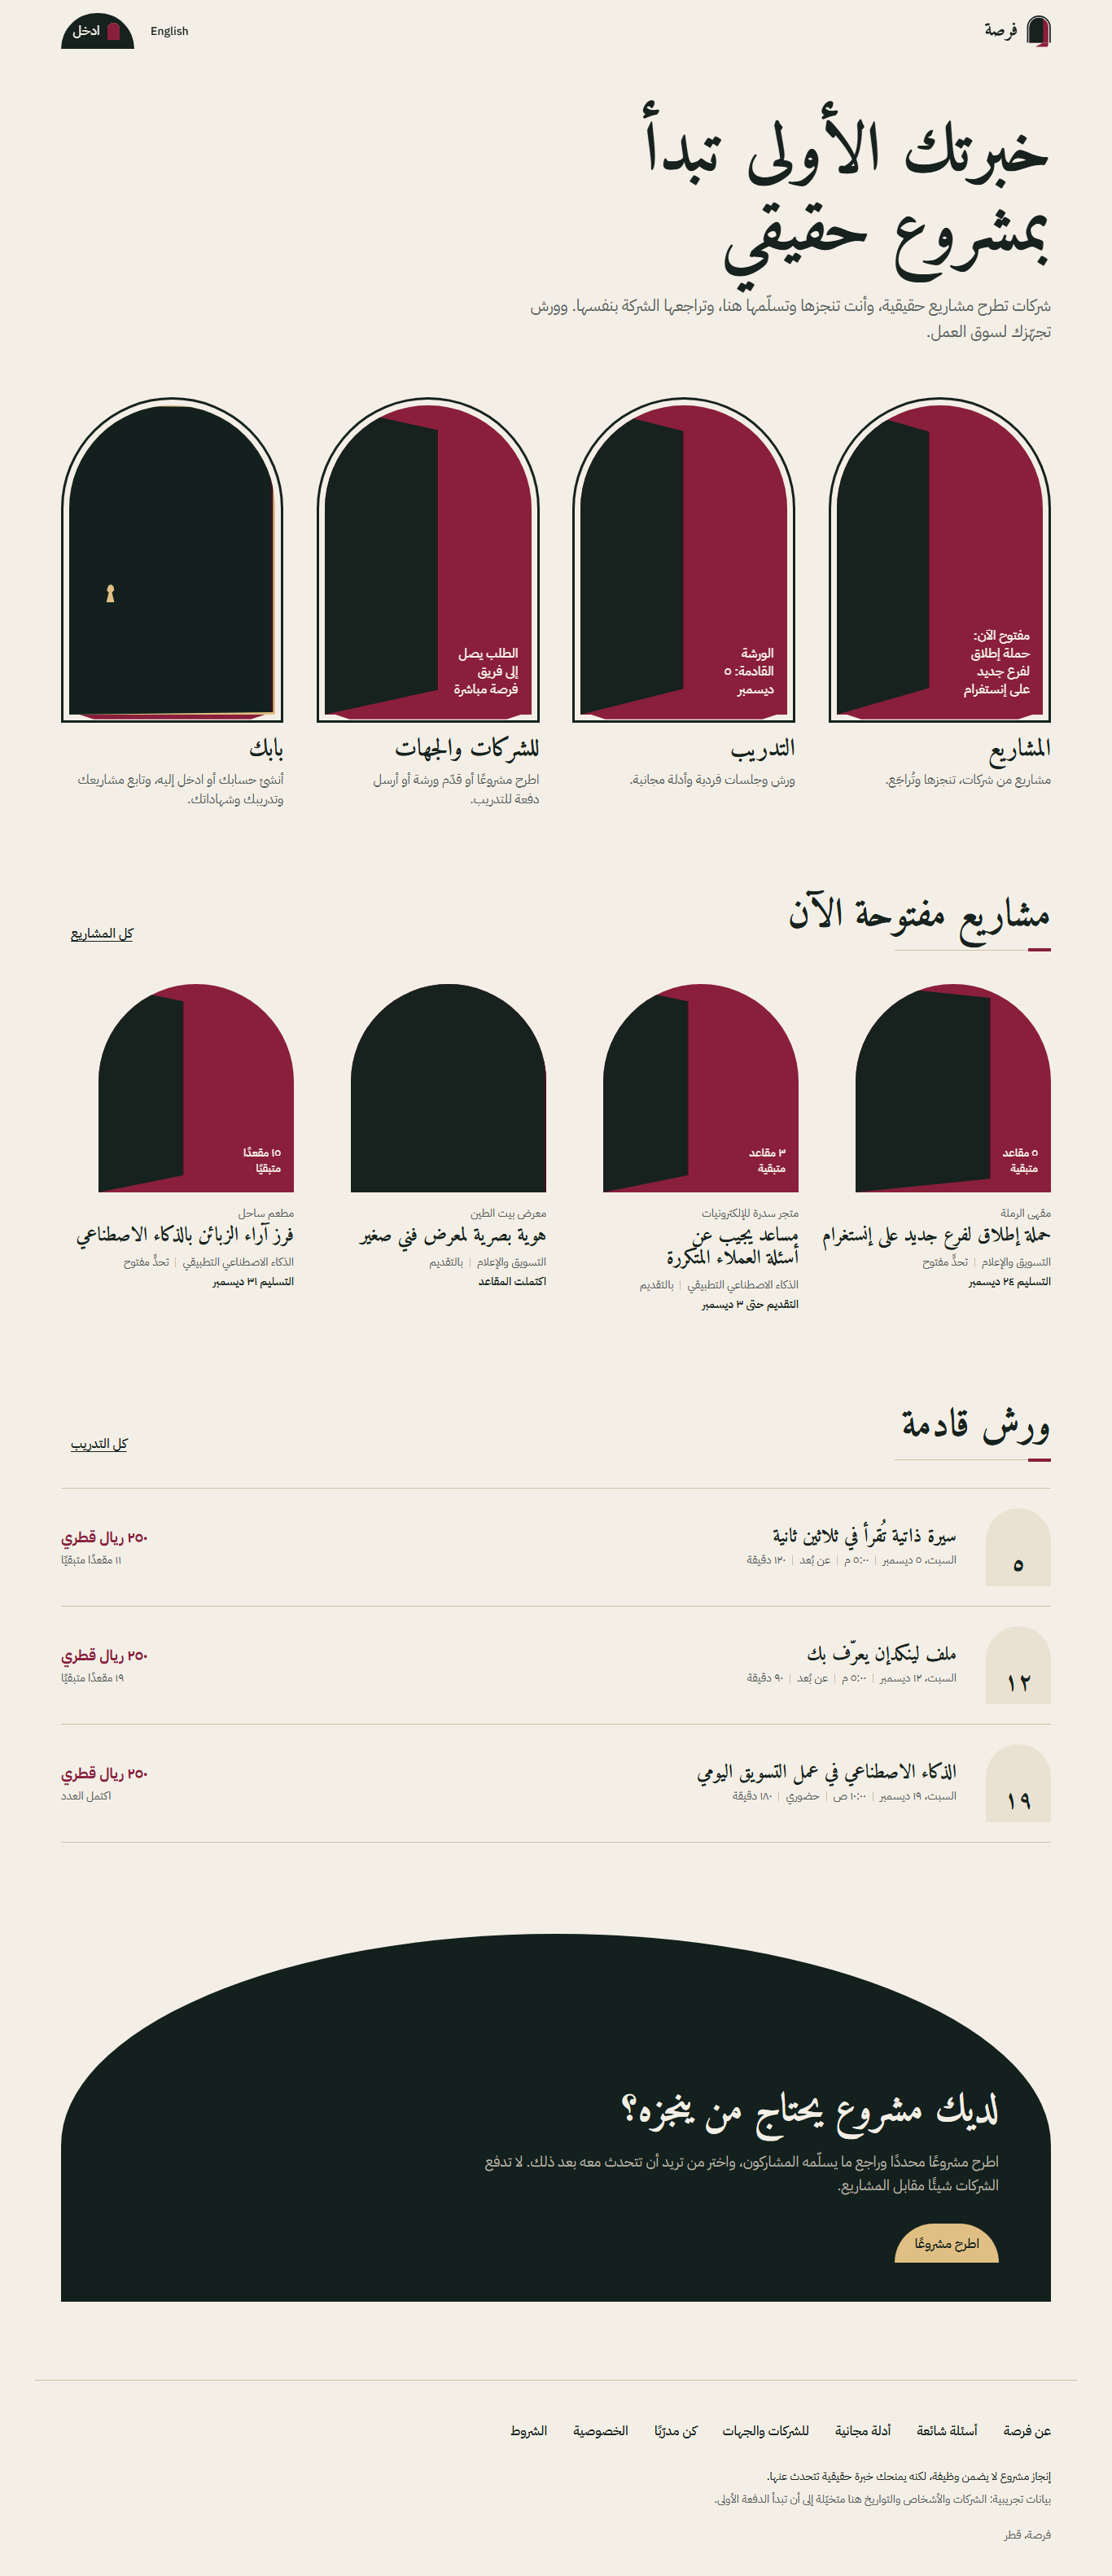 فرصة
English
ادخل
خبرتك الأولى تبدأ
بمشروع حقيقي
شركات تطرح مشاريع حقيقية، وأنت تنجزها وتسلّمها هنا، وتراجعها الشركة بنفسها. وورش
تجهّزك لسوق العمل.
مفتوح الآن:
حملة إطلاق
لفرع جديد
على إنستغرام
المشاريع
مشاريع من شركات، تنجزها وتُراجَع.
الورشة
القادمة: ٥
ديسمبر
التدريب
ورش وجلسات فردية وأدلة مجانية.
الطلب يصل
إلى فريق
فرصة مباشرة
للشركات والجهات
اطرح مشروعًا أو قدّم ورشة أو أرسل
دفعة للتدريب.
بابك
أنشئ حسابك أو ادخل إليه، وتابع مشاريعك
وتدريبك وشهاداتك.
مشاريع مفتوحة الآن
كل المشاريع
٥ مقاعد
متبقية
مقهى الرملة
حملة إطلاق لفرع جديد على إنستغرام
التسويق والإعلام | تحدٍّ مفتوح
التسليم ٢٤ ديسمبر
٣ مقاعد
متبقية
متجر سدرة للإلكترونيات
مساعد يجيب عن
أسئلة العملاء المتكررة
الذكاء الاصطناعي التطبيقي | بالتقديم
التقديم حتى ٣ ديسمبر
معرض بيت الطين
هوية بصرية لمعرض فني صغير
التسويق والإعلام | بالتقديم
اكتملت المقاعد
١٥ مقعدًا
متبقيًا
مطعم ساحل
فرز آراء الزبائن بالذكاء الاصطناعي
الذكاء الاصطناعي التطبيقي | تحدٍّ مفتوح
التسليم ٣١ ديسمبر
ورش قادمة
كل التدريب
٥
سيرة ذاتية تُقرأ في ثلاثين ثانية
السبت، ٥ ديسمبر | ٥:٠٠ م | عن بُعد | ١٢٠ دقيقة
٢٥٠ ريال قطري
١١ مقعدًا متبقيًا
١٢
ملف لينكدإن يعرّف بك
السبت، ١٢ ديسمبر | ٥:٠٠ م | عن بُعد | ٩٠ دقيقة
٢٥٠ ريال قطري
١٩ مقعدًا متبقيًا
١٩
الذكاء الاصطناعي في عمل التسويق اليومي
السبت، ١٩ ديسمبر | ١٠:٠٠ ص | حضوري | ١٨٠ دقيقة
٢٥٠ ريال قطري
اكتمل العدد
لديك مشروع يحتاج من ينجزه؟
اطرح مشروعًا محددًا وراجع ما يسلّمه المشاركون، واختر من تريد أن تتحدث معه بعد ذلك. لا تدفع
الشركات شيئًا مقابل المشاريع.
اطرح مشروعًا
عن فرصة أسئلة شائعة أدلة مجانية للشركات والجهات كن مدرّبًا الخصوصية الشروط
إنجاز مشروع لا يضمن وظيفة، لكنه يمنحك خبرة حقيقية تتحدث عنها.
بيانات تجريبية: الشركات والأشخاص والتواريخ هنا متخيّلة إلى أن تبدأ الدفعة الأولى.
فرصة، قطر